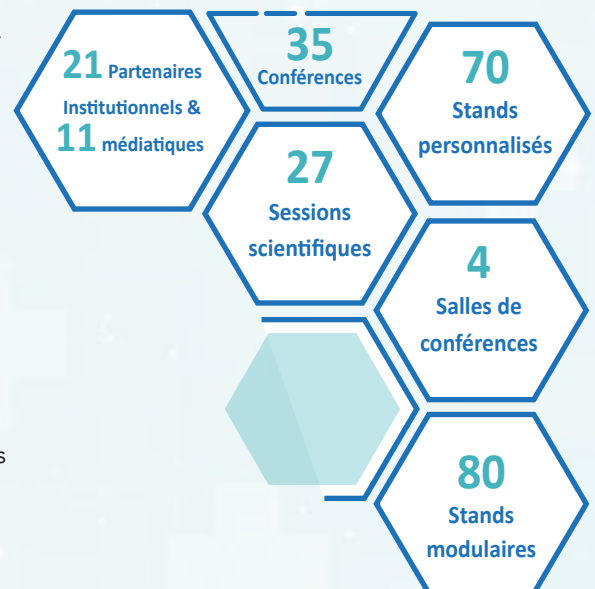 21 Partenaires
Institutionnels &
11 médiatiques
35
Conférences
70
Stands
personnalisés
27
Sessions
scientifiques
4
Salles de
conférences
80
Stands
modulaires
s